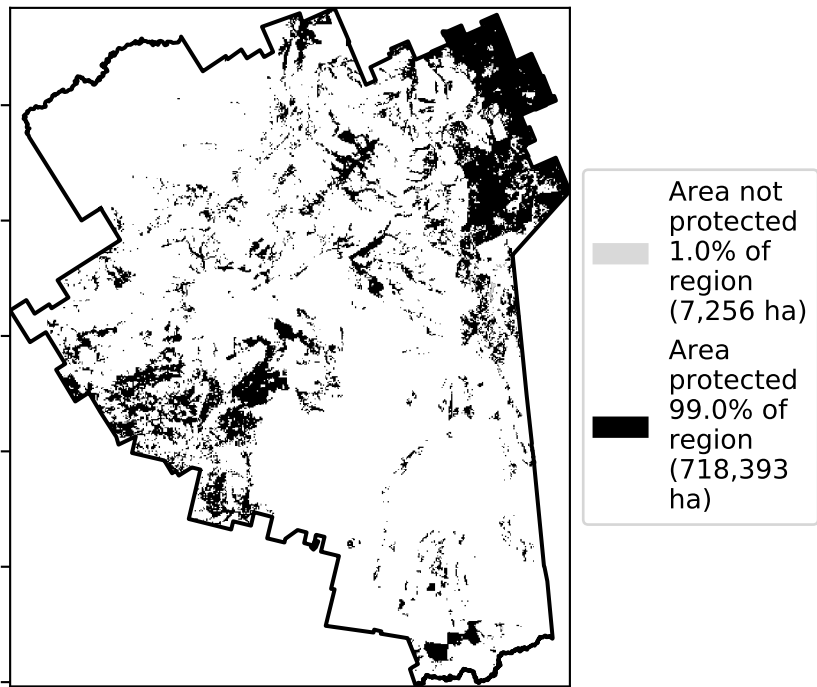 Area not
protected
1.0% of
region
(7,256 ha)
Area
protected
99.0% of
region
(718,393
ha)